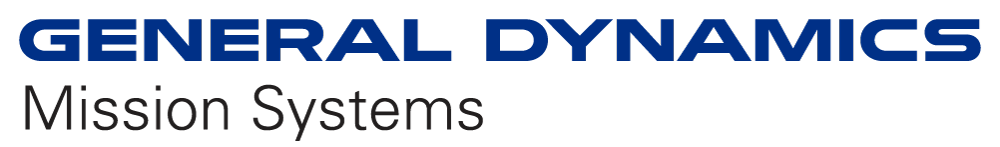 GENERAL DYNAMICS
Mission Systems